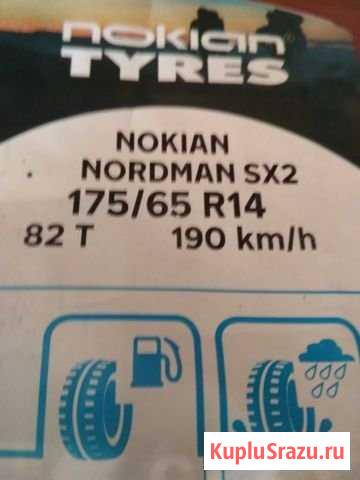 nokian
TYRES
NOKIAN
NORDMAN SX2
175/65 R14
82 T 190 km/h
KupluSrazu.ru